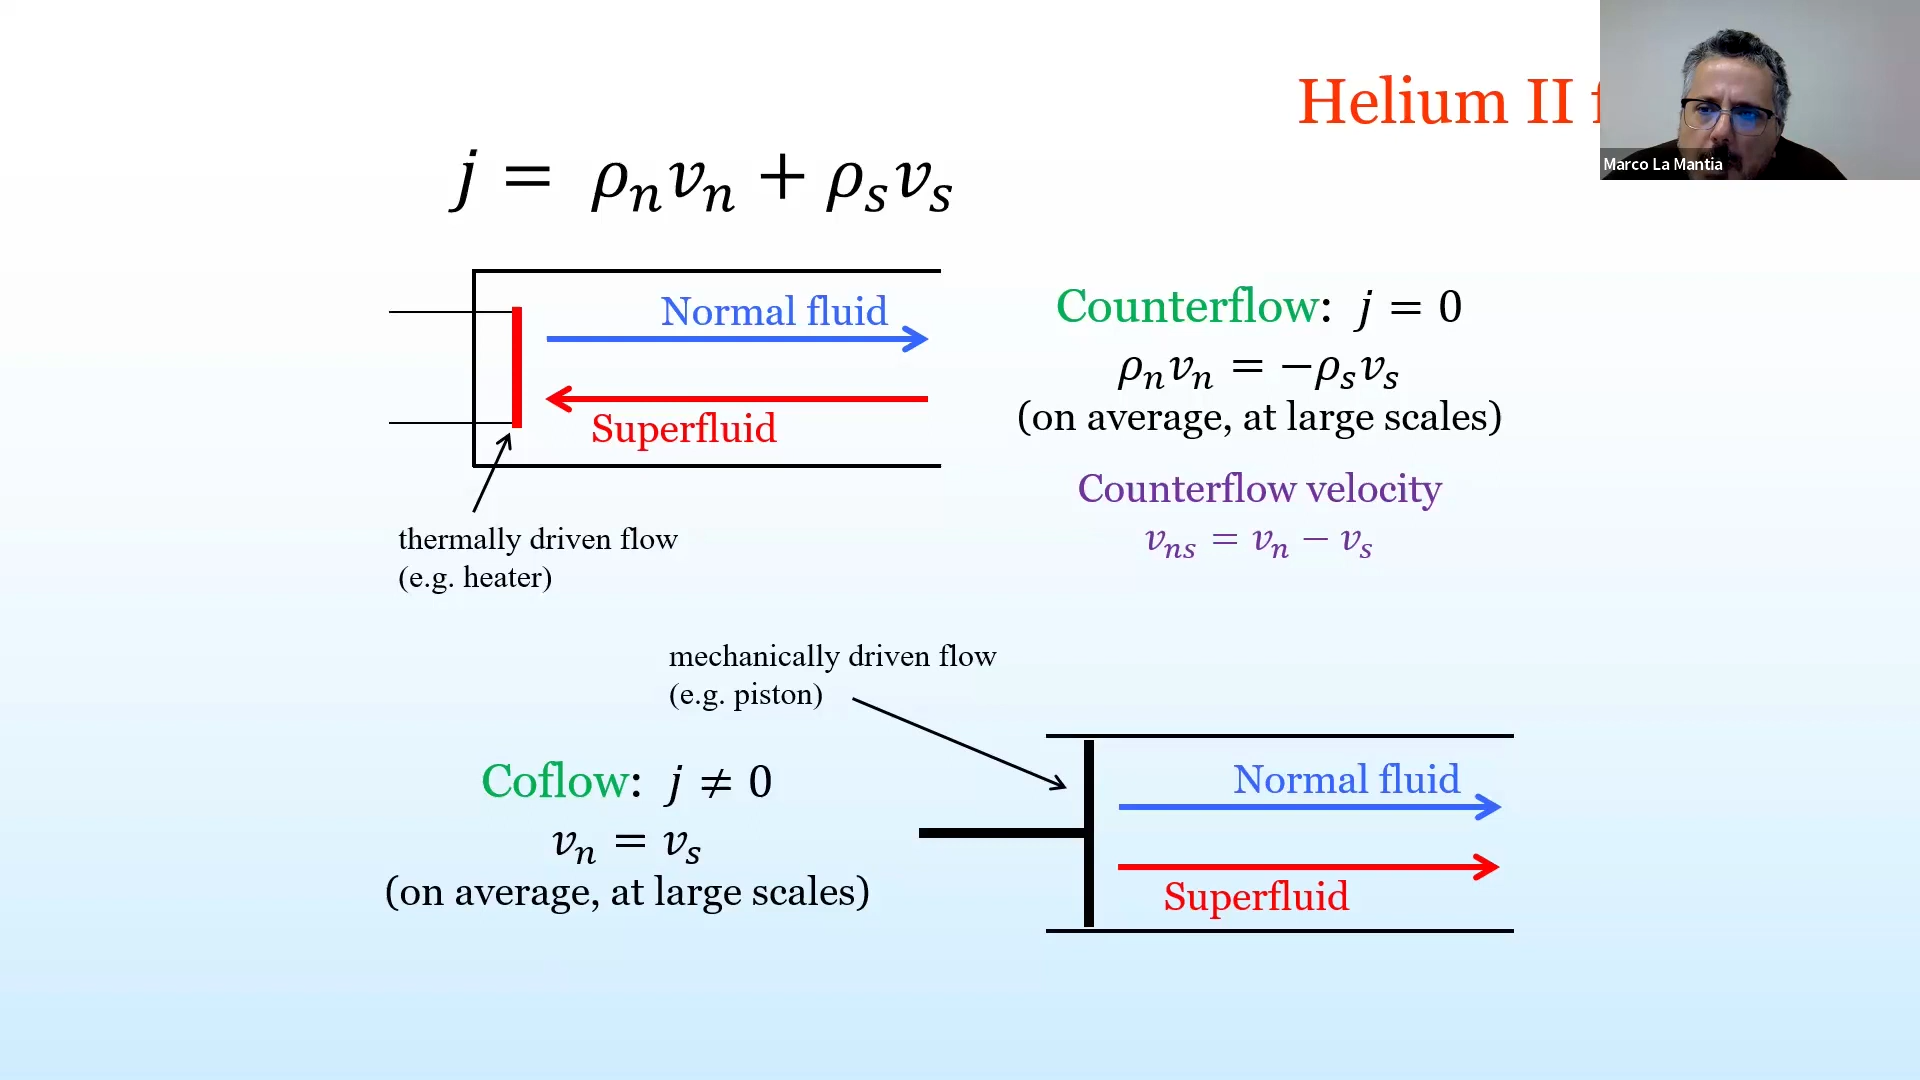 Helium II
Marco La Mantia
j = ρₙvₙ + ρₛvₛ
Normal fluid
Superfluid
thermally driven flow
(e.g. heater)
Counterflow: j = 0
ρₙvₙ = −ρₛvₛ
(on average, at large scales)
Counterflow velocity
vₙₛ = vₙ − vₛ
mechanically driven flow
(e.g. piston)
Coflow: j ≠ 0
vₙ = vₛ
(on average, at large scales)
Normal fluid
Superfluid